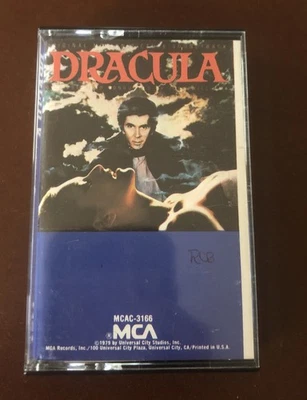 DRACULA
RCB
MCAC-3166
MCA
©1979 by Universal City Studios, Inc.
MCA Records, Inc./100 Universal City Plaza, Universal City, CA/Printed in U.S.A.